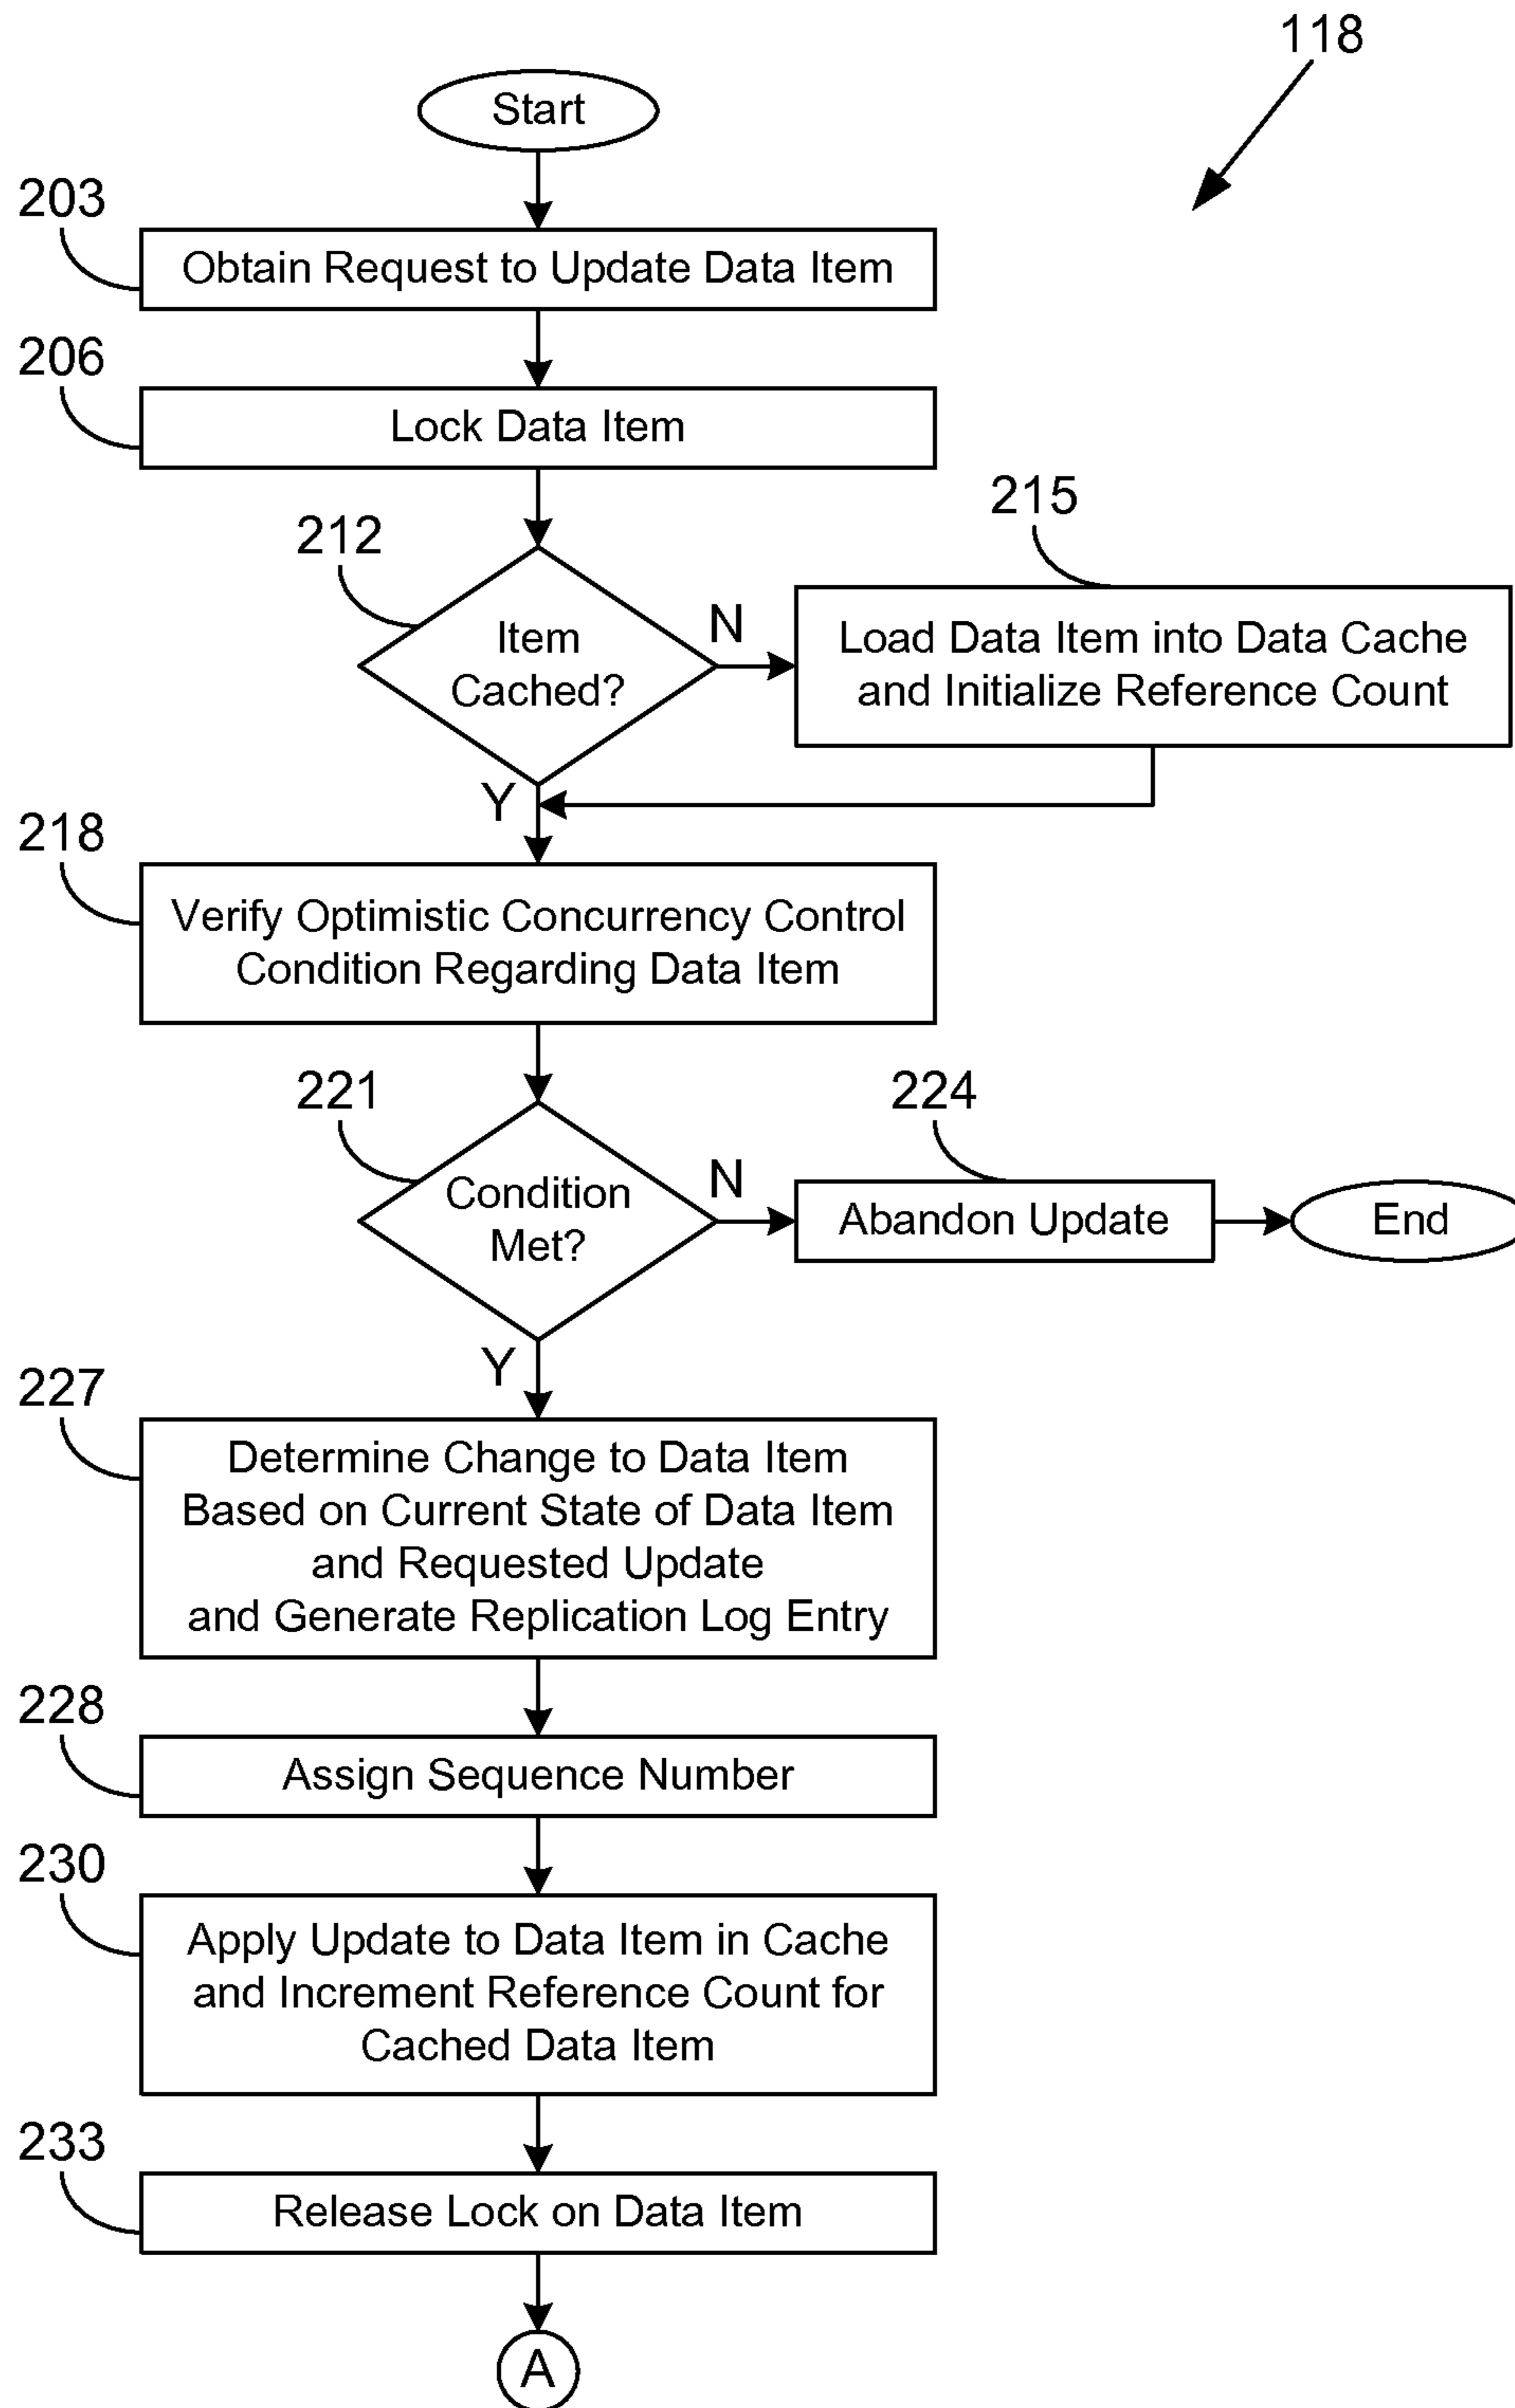 118
Start
203
Obtain Request to Update Data Item
206
Lock Data Item
212
Item
Cached?
N
215
Load Data Item into Data Cache
and Initialize Reference Count
Y
218
Verify Optimistic Concurrency Control
Condition Regarding Data Item
221
Condition
Met?
N
224
Abandon Update
End
Y
227
Determine Change to Data Item
Based on Current State of Data Item
and Requested Update
and Generate Replication Log Entry
228
Assign Sequence Number
230
Apply Update to Data Item in Cache
and Increment Reference Count for
Cached Data Item
233
Release Lock on Data Item
A